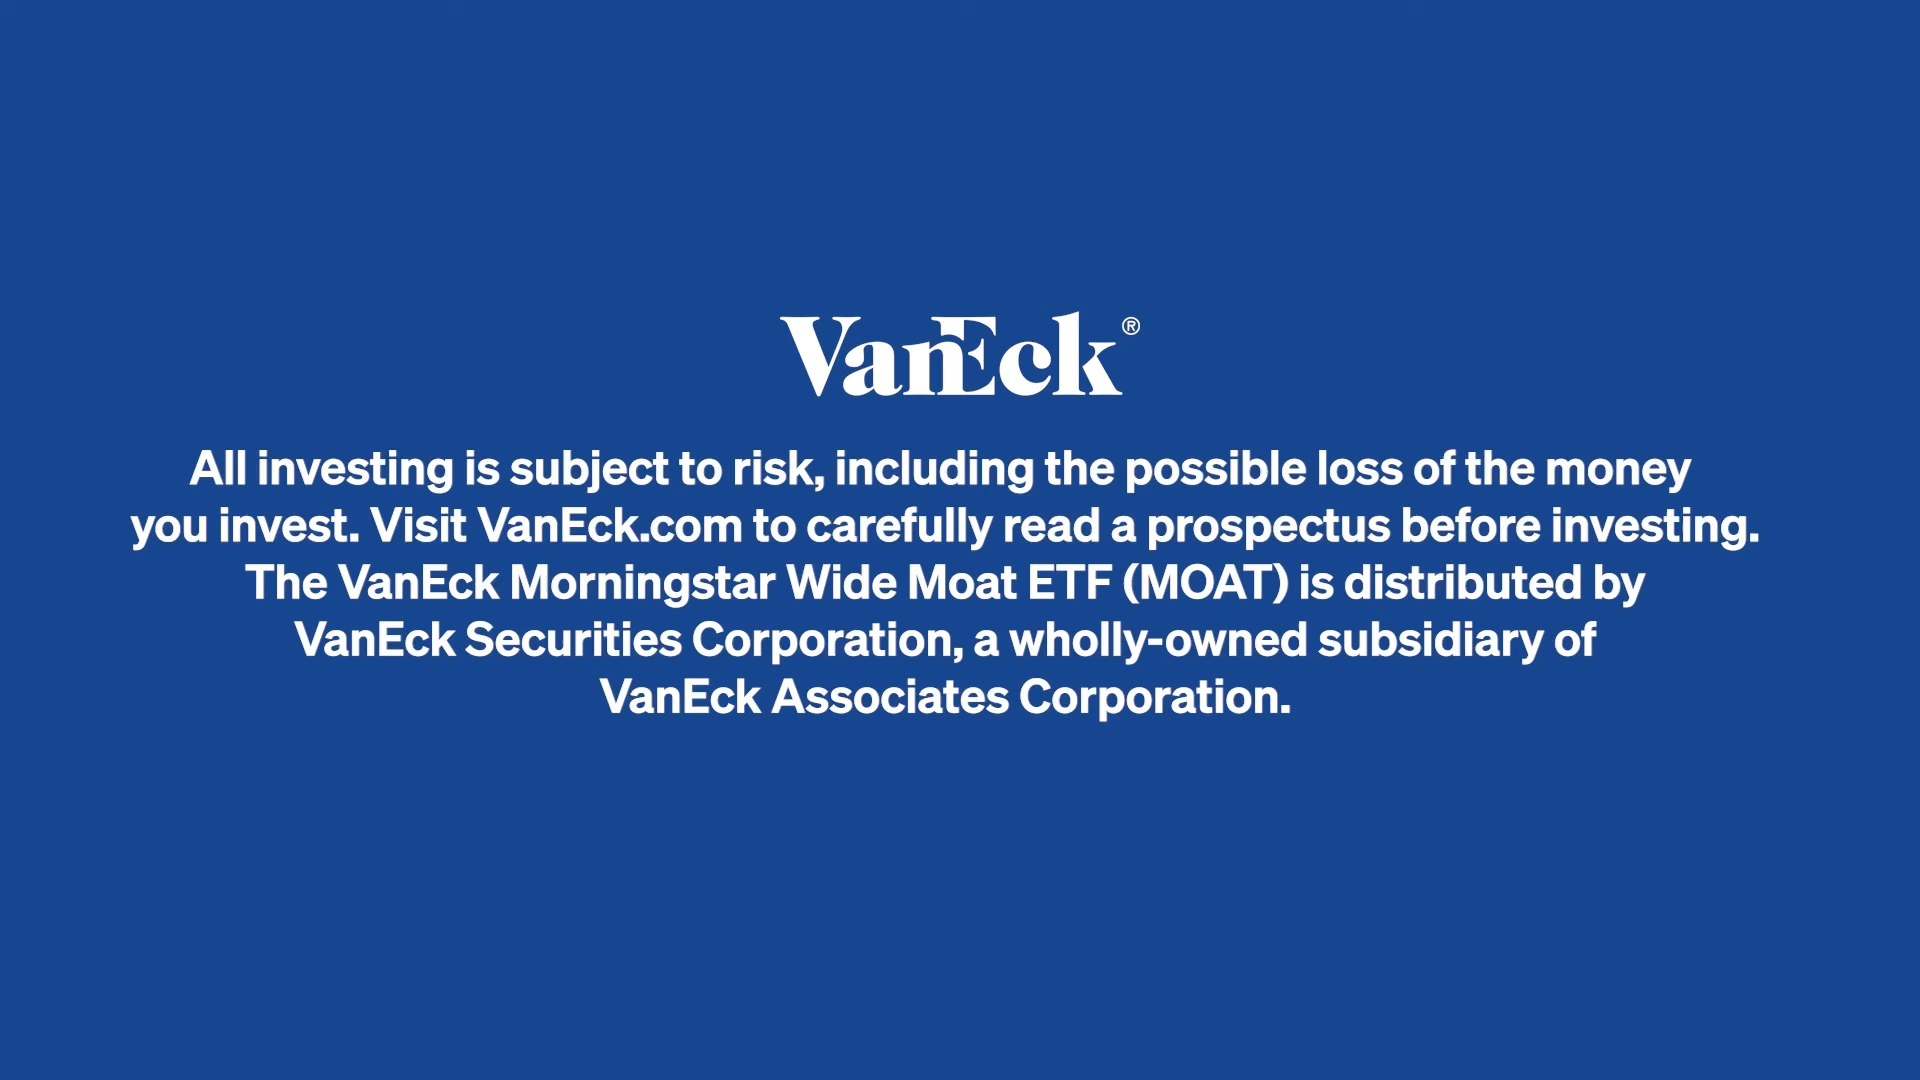 VanEck®
All investing is subject to risk, including the possible loss of the money
you invest. Visit VanEck.com to carefully read a prospectus before investing.
The VanEck Morningstar Wide Moat ETF (MOAT) is distributed by
VanEck Securities Corporation, a wholly-owned subsidiary of
VanEck Associates Corporation.